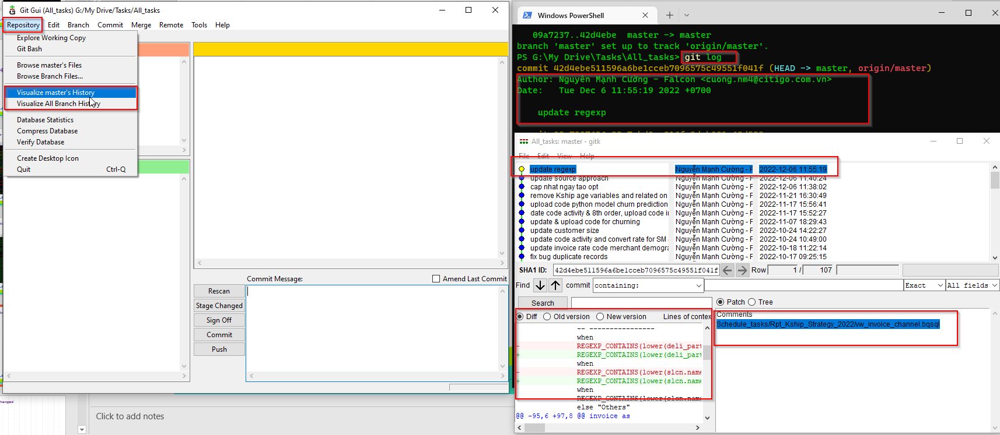 Git Gui (All_tasks) G:/My Drive/Tasks/All_tasks
Repository Edit Branch Commit Merge Remote Tools Help
Explore Working Copy
Git Bash
Browse master's Files
Browse Branch Files...
Visualize master's History
Visualize All Branch History
Database Statistics
Compress Database
Verify Database
Create Desktop Icon
Quit Ctrl-Q
Commit Message:
Amend Last Commit
Rescan
Stage Changed
Sign Off
Commit
Push
Click to add notes
Windows PowerShell
09a7237..42d4ebe master -> master
branch 'master' set up to track 'origin/master'.
PS G:\My Drive\Tasks\All_tasks> git log
commit 42d4ebe511596a6be1cceb7096575c49551f041f (HEAD -> master, origin/master)
Author: Nguyễn Mạnh Cường - Falcon <cuong.nm4@citigo.com.vn>
Date: Tue Dec 6 11:55:19 2022 +0700
update regexp
All_tasks: master - gitk
File Edit View Help
update regexp Nguyễn Mạnh Cường - F 2022-12-06 11:55:19
update source approach Nguyễn Mạnh Cường - F 2022-12-06 11:40:24
cap nhat ngay tao opt Nguyễn Mạnh Cường - F 2022-12-06 11:38:02
remove Kship age variables and related on Nguyễn Mạnh Cường - F 2022-11-21 16:30:49
upload code python model churn prediction Nguyễn Mạnh Cường - F 2022-11-17 15:56:41
date code activity & 8th order, upload code i Nguyễn Mạnh Cường - F 2022-11-17 15:52:27
update & upload code for churning Nguyễn Mạnh Cường - F 2022-11-07 18:29:43
update customer size Nguyễn Mạnh Cường - F 2022-10-24 14:22:27
update code activity and convert rate for SM Nguyễn Mạnh Cường - F 2022-10-24 10:49:00
update invoice rate code merchant demogra Nguyễn Mạnh Cường - F 2022-10-18 11:22:14
fix bug duplicate records Nguyễn Mạnh Cường - F 2022-10-17 09:25:15
SHA1 ID: 42d4ebe511596a6be1cceb7096575c49551f041f Row 1 / 107
Find commit containing: Exact All fields
Search
Patch Tree
Diff Old version New version Lines of contex
Comments
Schedule_tasks/Rpt_Kship_Strategy_2022/vw_invoice_channel.bqsql
-- ----------------
when
- REGEXP_CONTAINS(lower(deli_part
+ REGEXP_CONTAINS(lower(deli_part
when
- REGEXP_CONTAINS(lower(slcn.name
+ REGEXP_CONTAINS(lower(slcn.name
when
REGEXP_CONTAINS(lower(slcn.name
else "Others"
@@ -95,6 +97,8 @@ invoice as